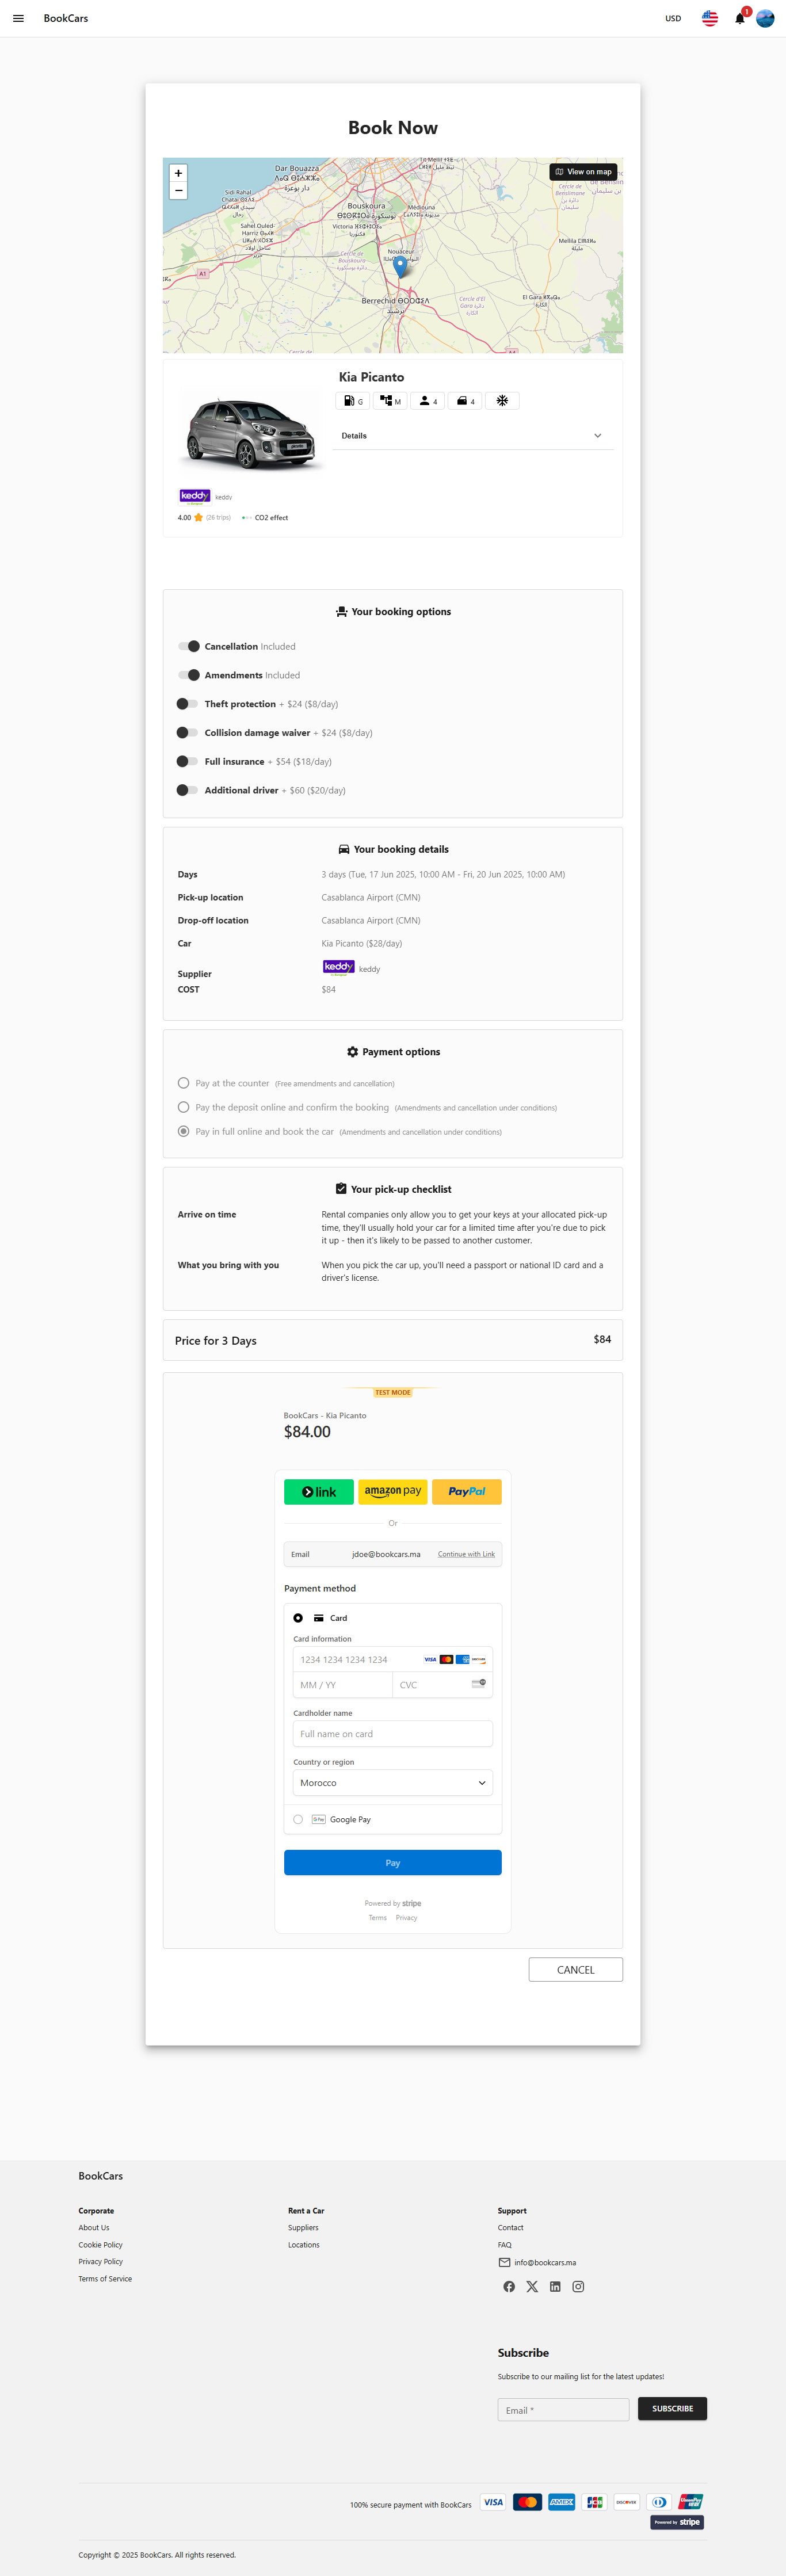 BookCars
USD
1
Book Now
+
−
View on map
Dar Bouazza
دار بوعزة
Sidi Rahal
Bouskoura
بوسكورة
Mediouna
مديونة
Victoria
Sahel Ouled
Nouaceur
Mellila
Cercle de
Bouskoura
A1
Berrechid
برشيد
El Gara
الكارة
Kia Picanto
G
M
4
4
Details
keddy
keddy
4.00 (26 trips) CO2 effect
Your booking options
Cancellation Included
Amendments Included
Theft protection + $24 ($8/day)
Collision damage waiver + $24 ($8/day)
Full insurance + $54 ($18/day)
Additional driver + $60 ($20/day)
Your booking details
Days 3 days (Tue, 17 Jun 2025, 10:00 AM - Fri, 20 Jun 2025, 10:00 AM)
Pick-up location Casablanca Airport (CMN)
Drop-off location Casablanca Airport (CMN)
Car Kia Picanto ($28/day)
Supplier keddy keddy
COST $84
Payment options
Pay at the counter (Free amendments and cancellation)
Pay the deposit online and confirm the booking (Amendments and cancellation under conditions)
Pay in full online and book the car (Amendments and cancellation under conditions)
Your pick-up checklist
Arrive on time Rental companies only allow you to get your keys at your allocated pick-up
time, they'll usually hold your car for a limited time after you're due to pick
it up - then it's likely to be passed to another customer.
What you bring with you When you pick the car up, you'll need a passport or national ID card and a
driver's license.
Price for 3 Days $84
TEST MODE
BookCars - Kia Picanto
$84.00
link amazon pay PayPal
Or
Email jdoe@bookcars.ma Continue with Link
Payment method
Card
Card information
1234 1234 1234 1234 VISA
MM / YY CVC
Cardholder name
Full name on card
Country or region
Morocco
G Pay Google Pay
Pay
Powered by stripe
Terms Privacy
CANCEL
BookCars
Corporate
About Us
Cookie Policy
Privacy Policy
Terms of Service
Rent a Car
Suppliers
Locations
Support
Contact
FAQ
info@bookcars.ma
Subscribe
Subscribe to our mailing list for the latest updates!
Email *
SUBSCRIBE
100% secure payment with BookCars VISA AMEX JCB DISCOVER UnionPay
Powered by stripe
Copyright © 2025 BookCars. All rights reserved.